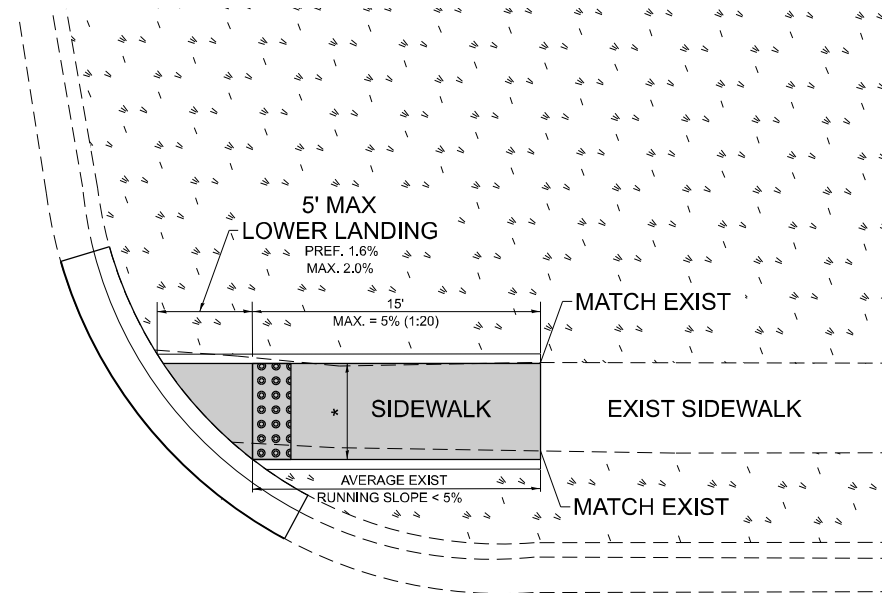 5' MAX
LOWER LANDING
PREF. 1.6%
MAX. 2.0%
15'
MAX. = 5% (1:20)
MATCH EXIST
*
SIDEWALK
EXIST SIDEWALK
AVERAGE EXIST
RUNNING SLOPE < 5%
MATCH EXIST